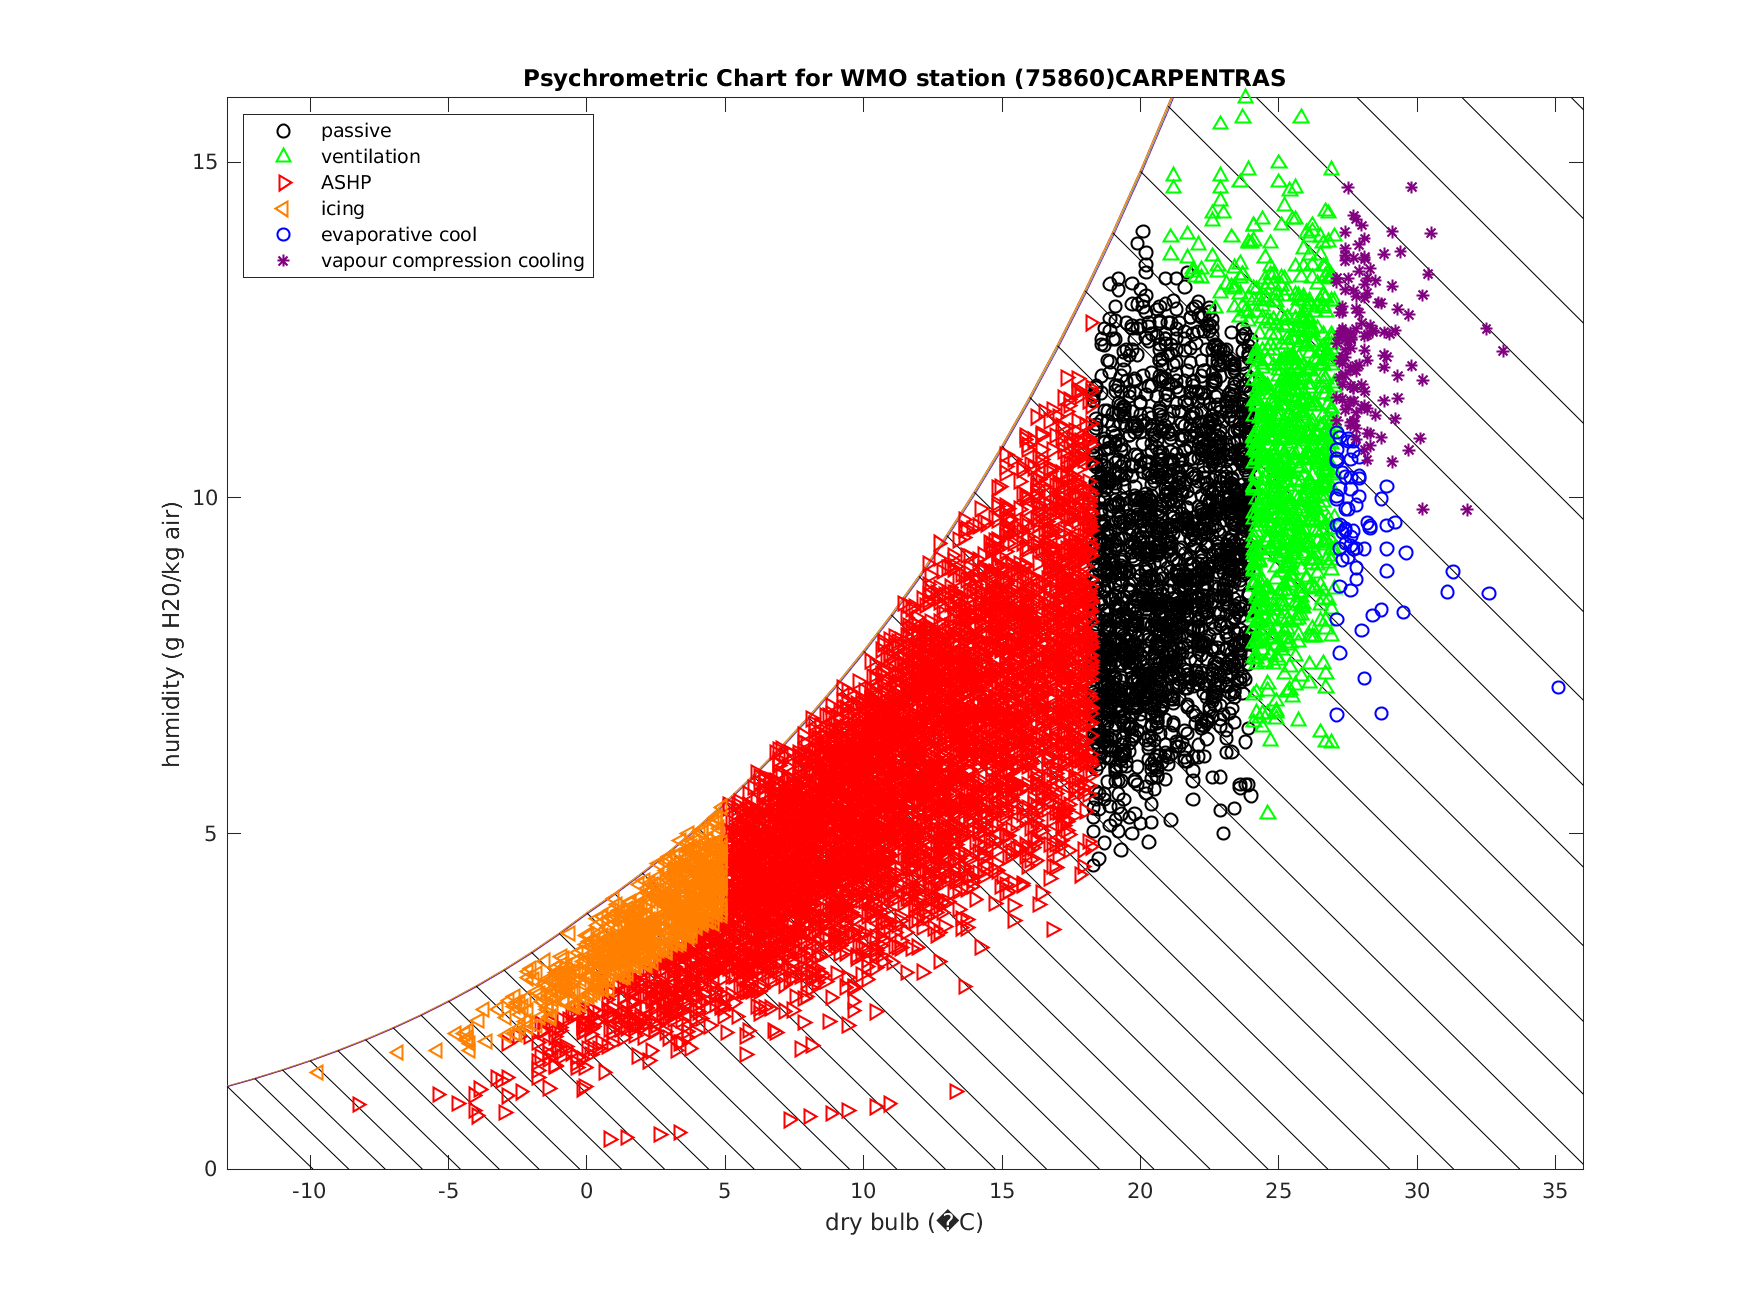 Psychrometric Chart for WMO station (75860)CARPENTRAS
passive
ventilation
ASHP
icing
evaporative cool
vapour compression cooling
15
10
5
0
humidity (g H20/kg air)
-10 -5 0 5 10 15 20 25 30 35
dry bulb (�C)